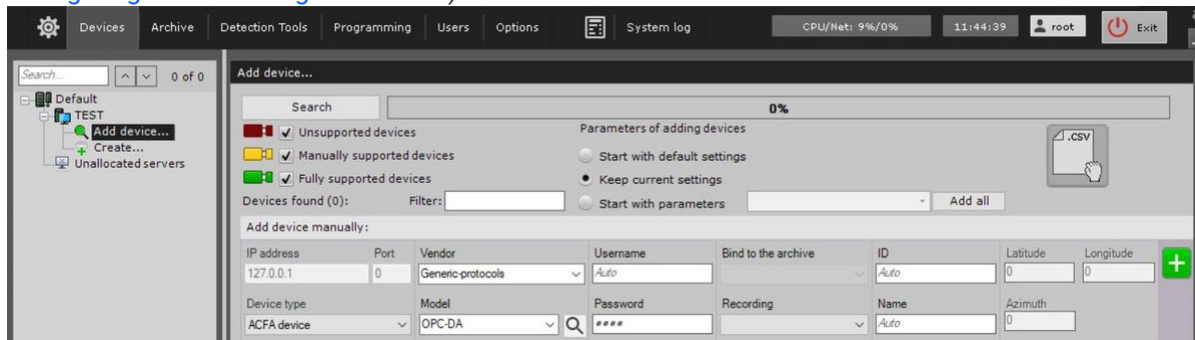 Devices Archive Detection Tools Programming Users Options System log CPU/Net: 9%/0% 11:44:39 root Exit
Search... 0 of 0
Default
TEST
Add device...
Create...
Unallocated servers
Add device...
Search 0%
Unsupported devices
Manually supported devices
Fully supported devices
Devices found (0): Filter:
Parameters of adding devices
Start with default settings
Keep current settings
Start with parameters Add all
.CSV
Add device manually:
IP address Port Vendor Username Bind to the archive ID Latitude Longitude
127.0.0.1 0 Generic-protocols Auto Auto 0 0
Device type Model Password Recording Name Azimuth
ACFA device OPC-DA **** Auto 0